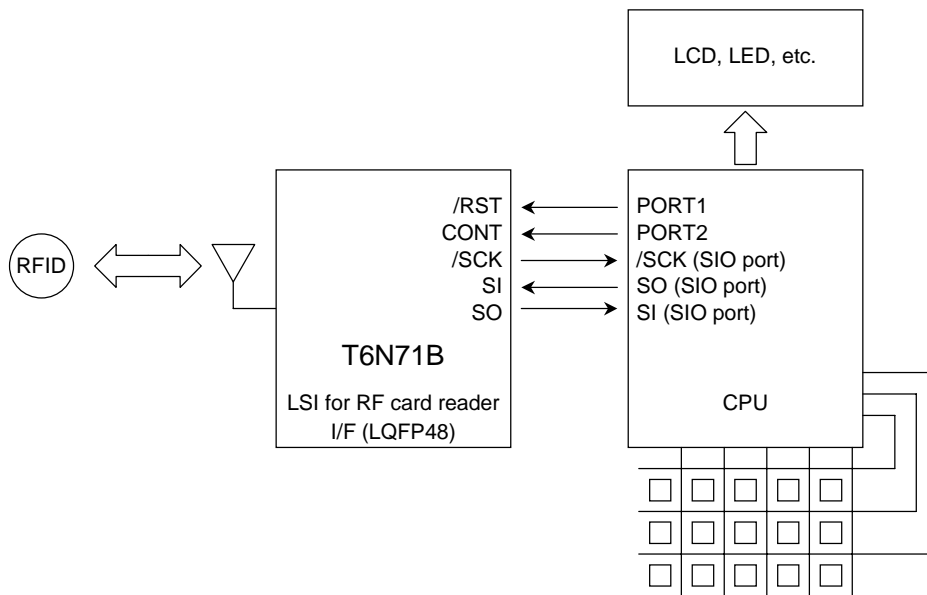 LCD, LED, etc.
/RST
PORT1
CONT
PORT2
/SCK
/SCK (SIO port)
SI
SO (SIO port)
SO
SI (SIO port)
RFID
T6N71B
LSI for RF card reader
I/F (LQFP48)
CPU